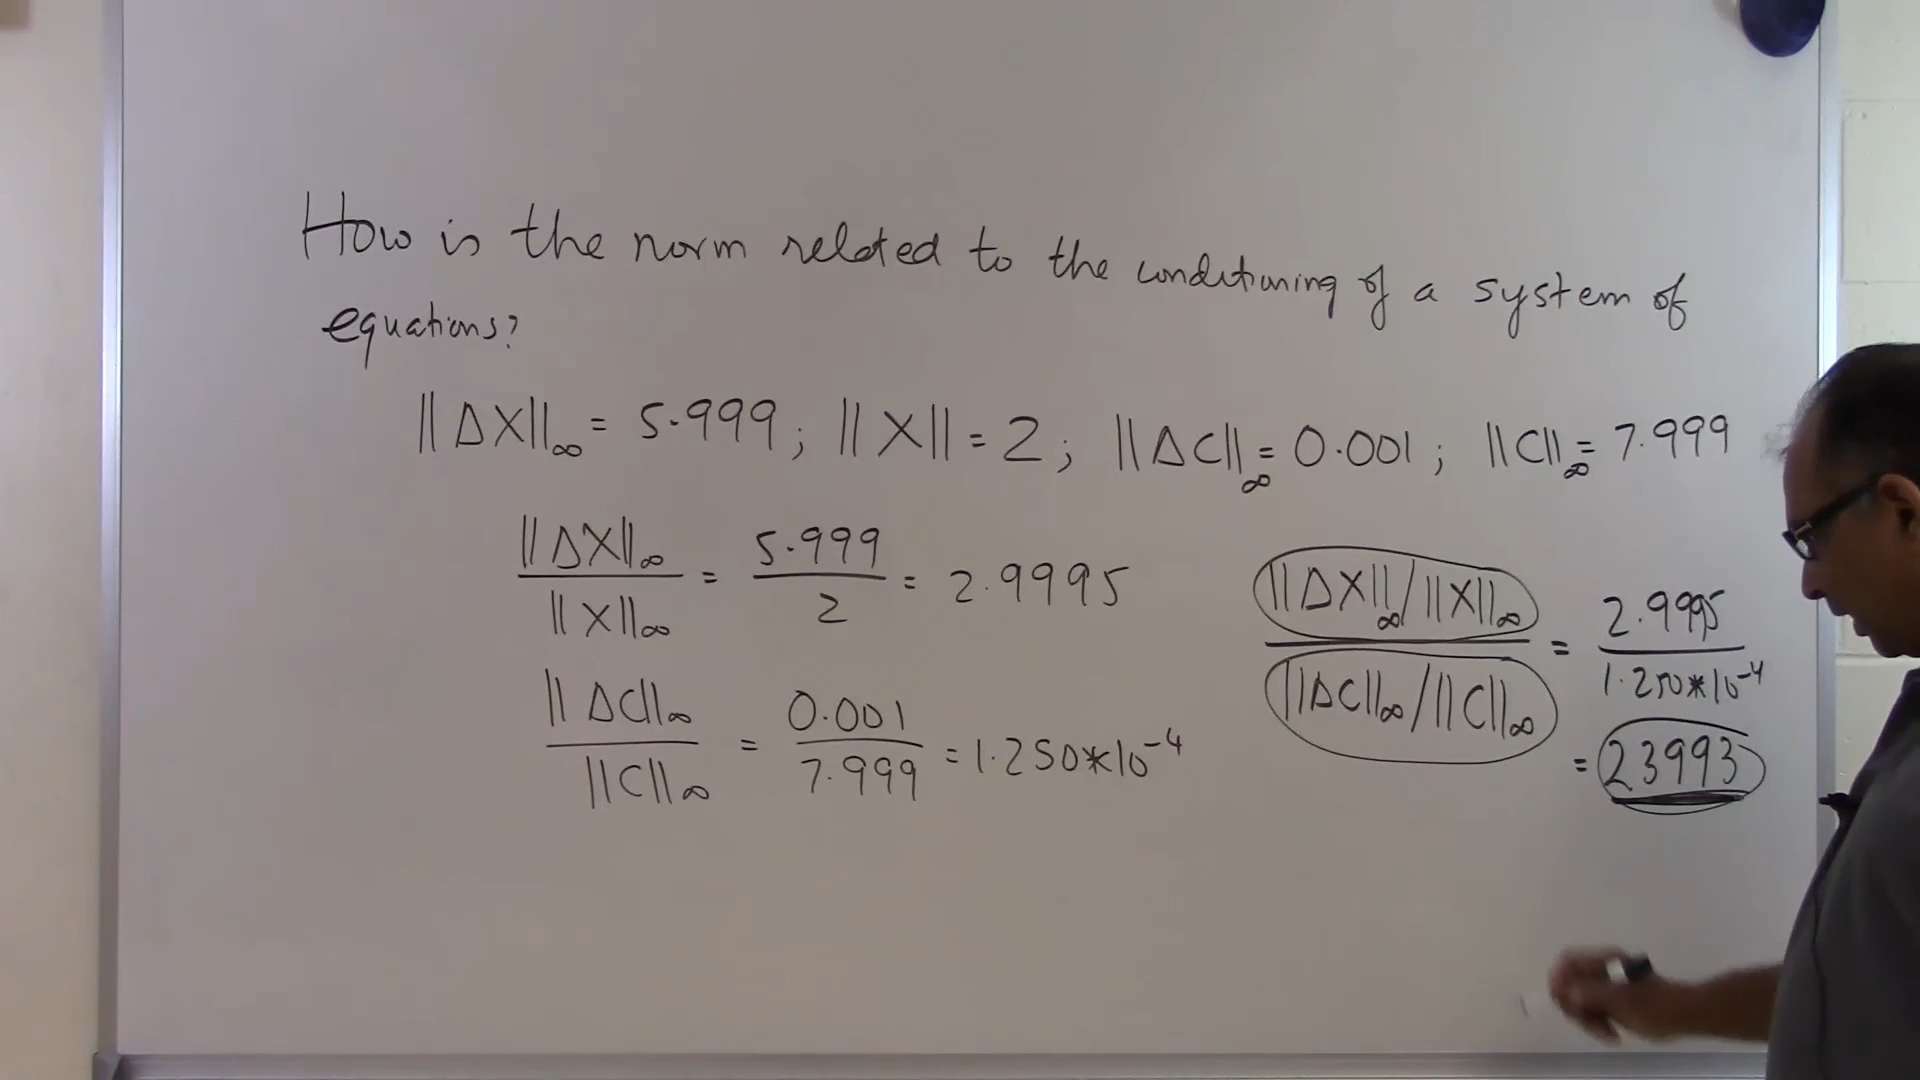 How is the norm related to the conditioning of a system of
equations?
||ΔX||∞ = 5.999; ||X|| = 2; ||ΔC||∞ = 0.001; ||C||∞ = 7.999
||ΔX||∞ / ||X||∞ = 5.999 / 2 = 2.9995
||ΔC||∞ / ||C||∞ = 0.001 / 7.999 = 1.250*10⁻⁴
||ΔX||∞/||X||∞ / ||ΔC||∞/||C||∞ = 2.9995 / 1.250*10⁻⁴
= 23993